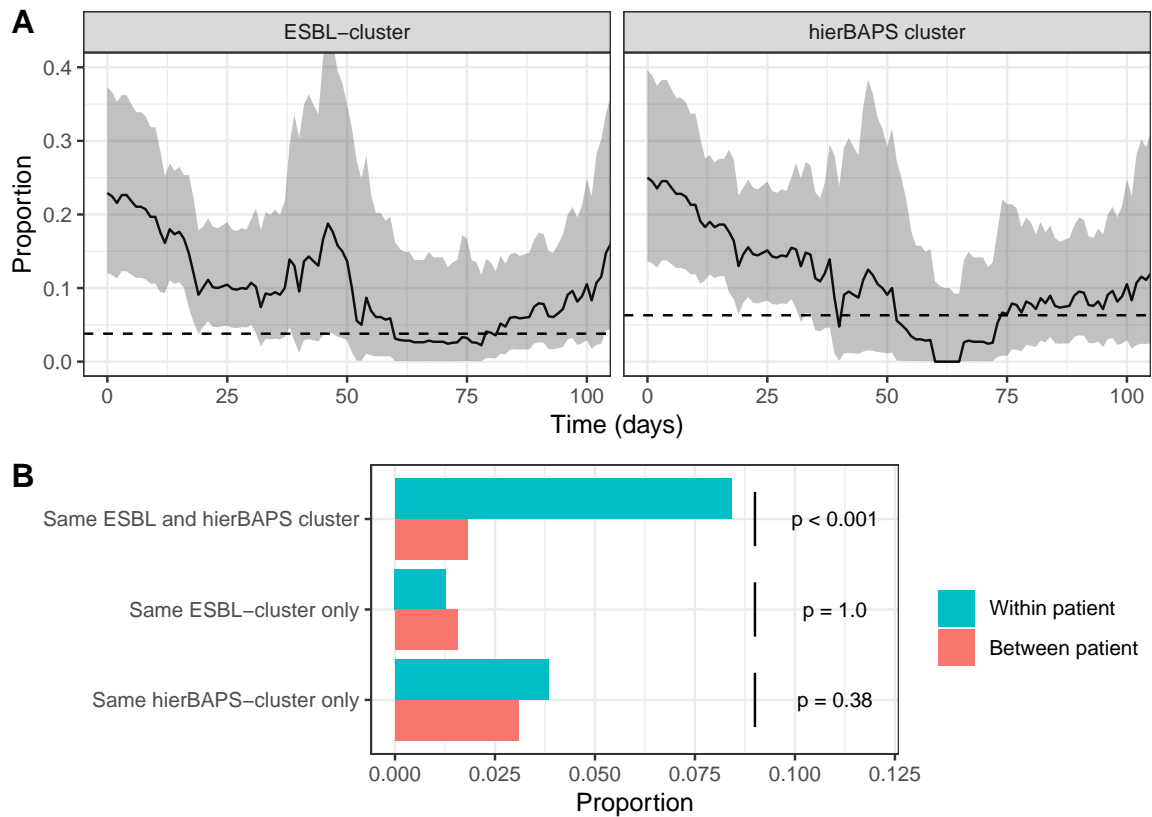 A
ESBL−cluster
hierBAPS cluster
Proportion
0.4
0.3
0.2
0.1
0.0
0 25 50 75 100
0 25 50 75 100
Time (days)
B
Same ESBL and hierBAPS cluster
p < 0.001
Same ESBL−cluster only
p = 1.0
Same hierBAPS−cluster only
p = 0.38
Within patient
Between patient
0.000 0.025 0.050 0.075 0.100 0.125
Proportion